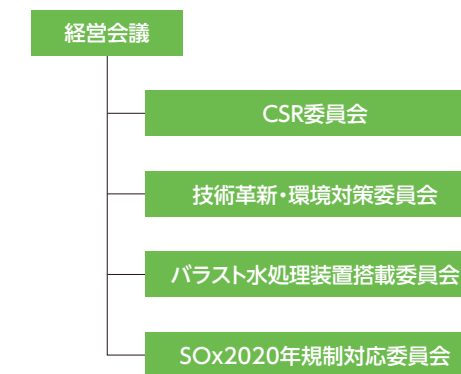 経営会議
CSR委員会
技術革新・環境対策委員会
バラスト水処理装置搭載委員会
SOx2020年規制対応委員会